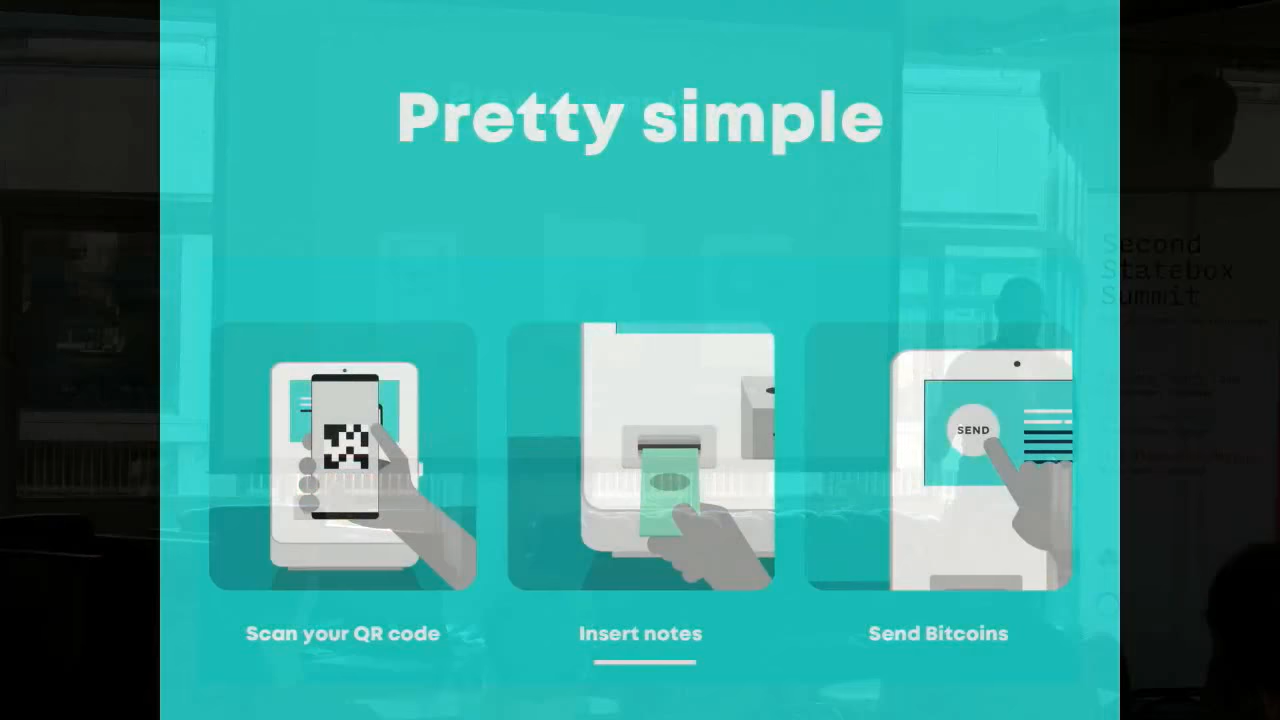 Pretty simple
Second
Statebox
Summit
SEND
Scan your QR code
Insert notes
Send Bitcoins